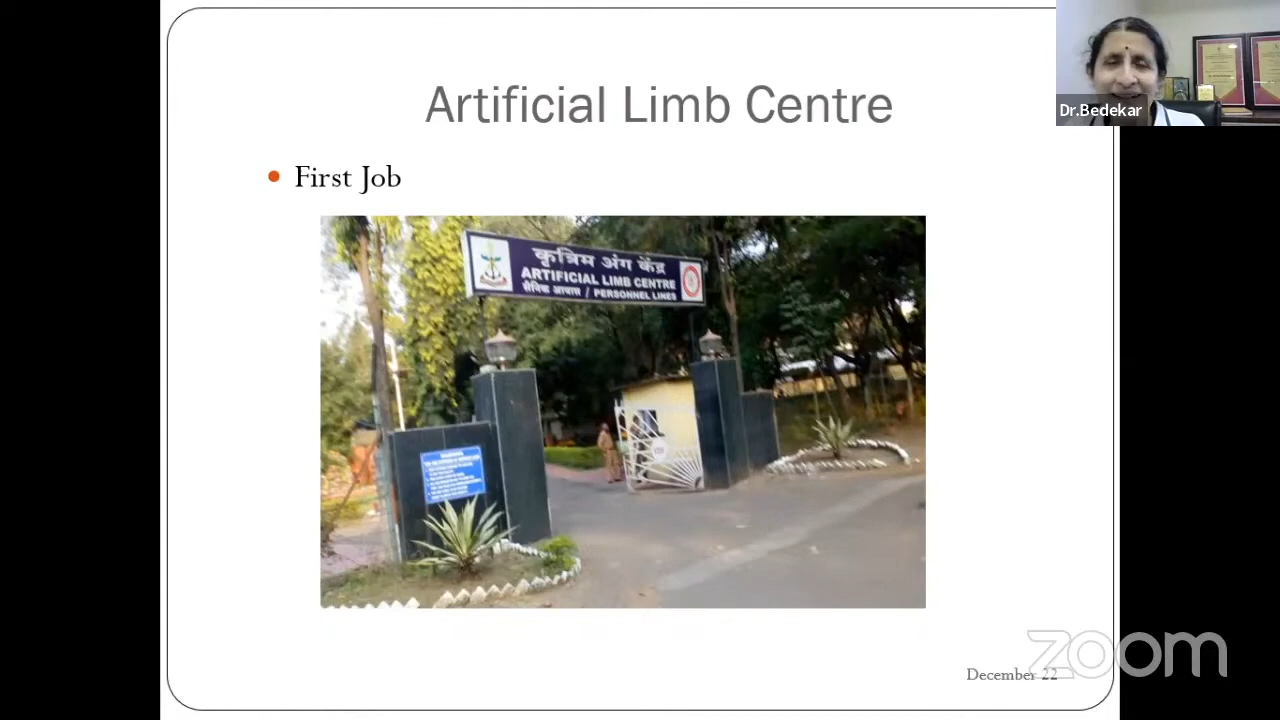 Artificial Limb Centre
Dr.Bedekar
First Job
कृत्रिम अंग केंद्र
ARTIFICIAL LIMB CENTRE
सैनिक आवास / PERSONNEL LINES
zoom
December 22